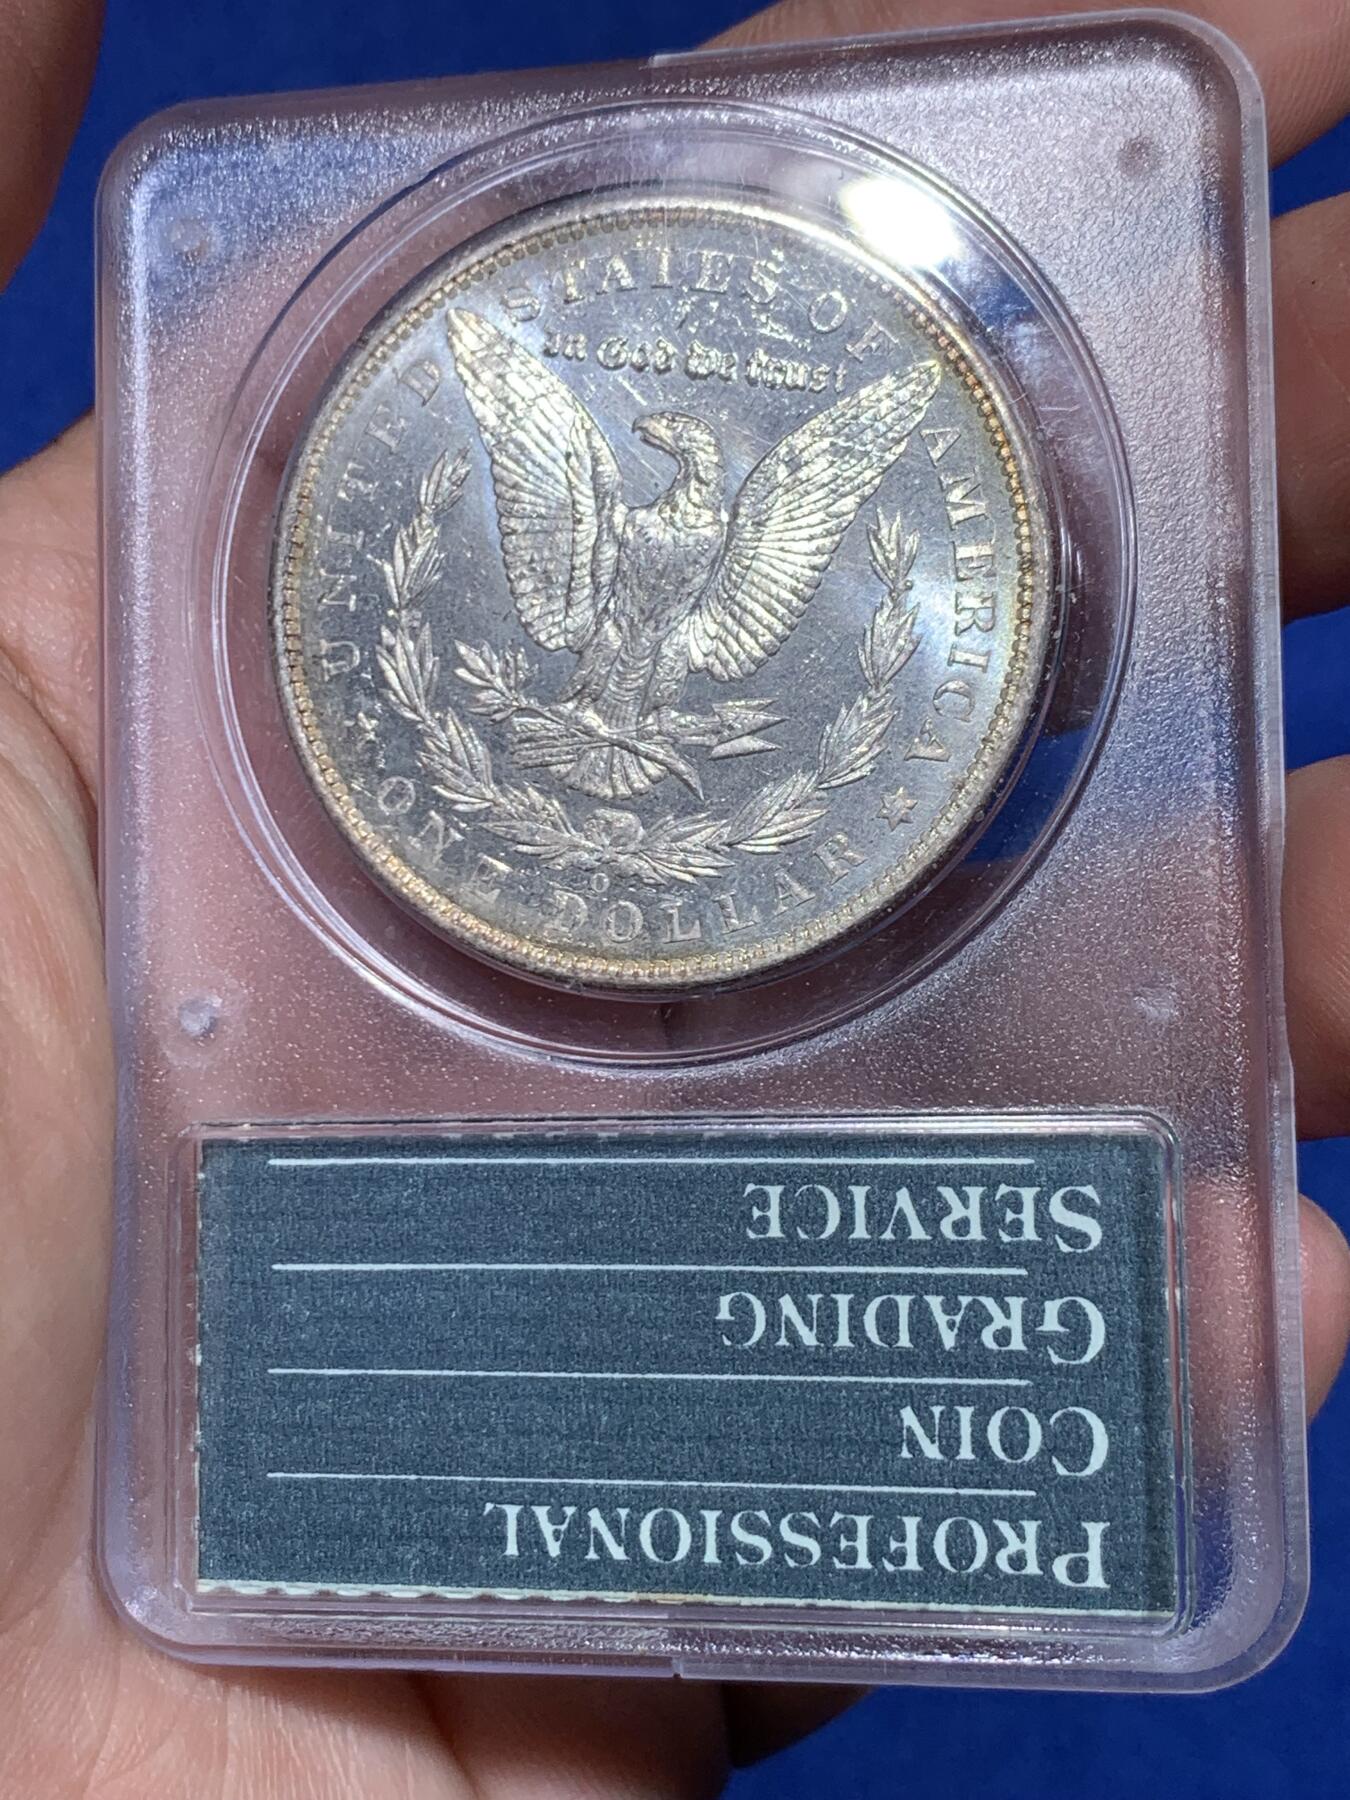 UNITED STATES OF AMERICA
In God We trust
O
ONE DOLLAR
PROFESSIONAL
COIN
GRADING
SERVICE